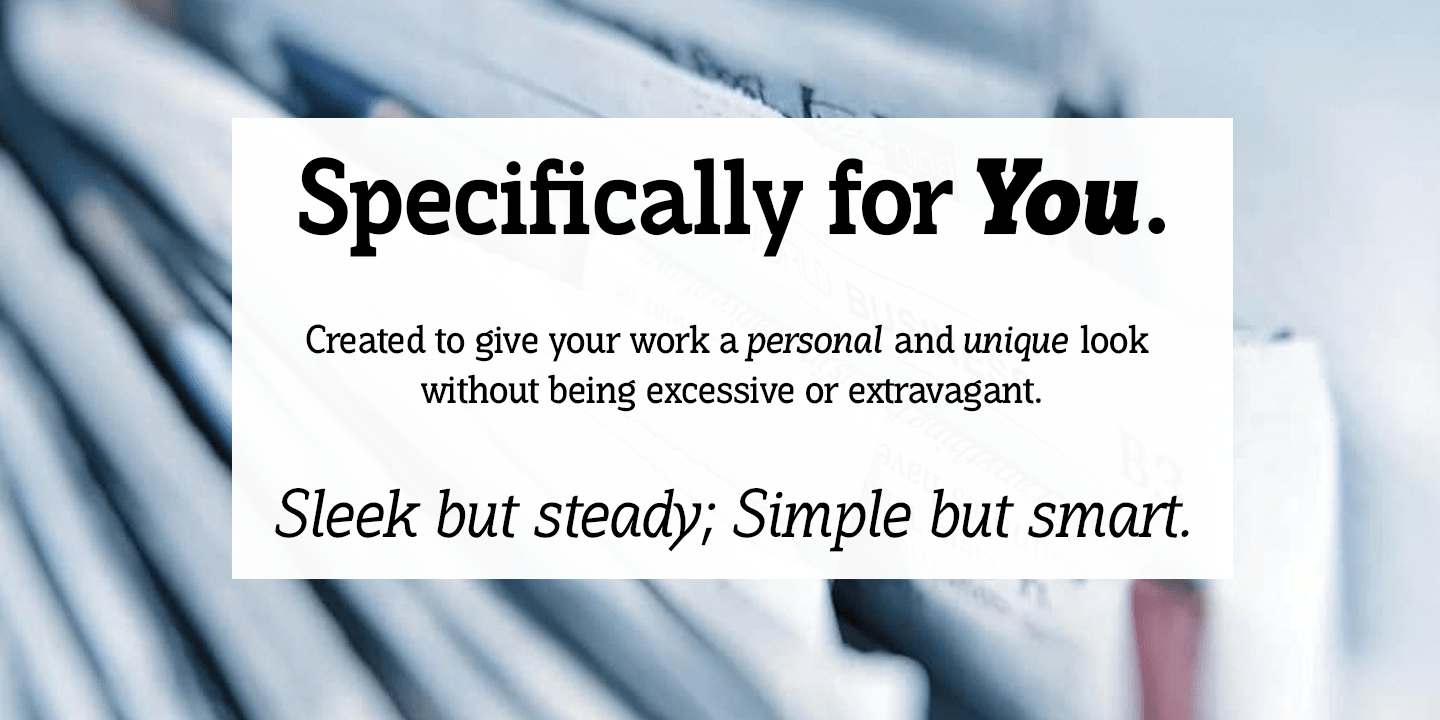 Specifically for You.
Created to give your work a personal and unique look
without being excessive or extravagant.
Sleek but steady; Simple but smart.